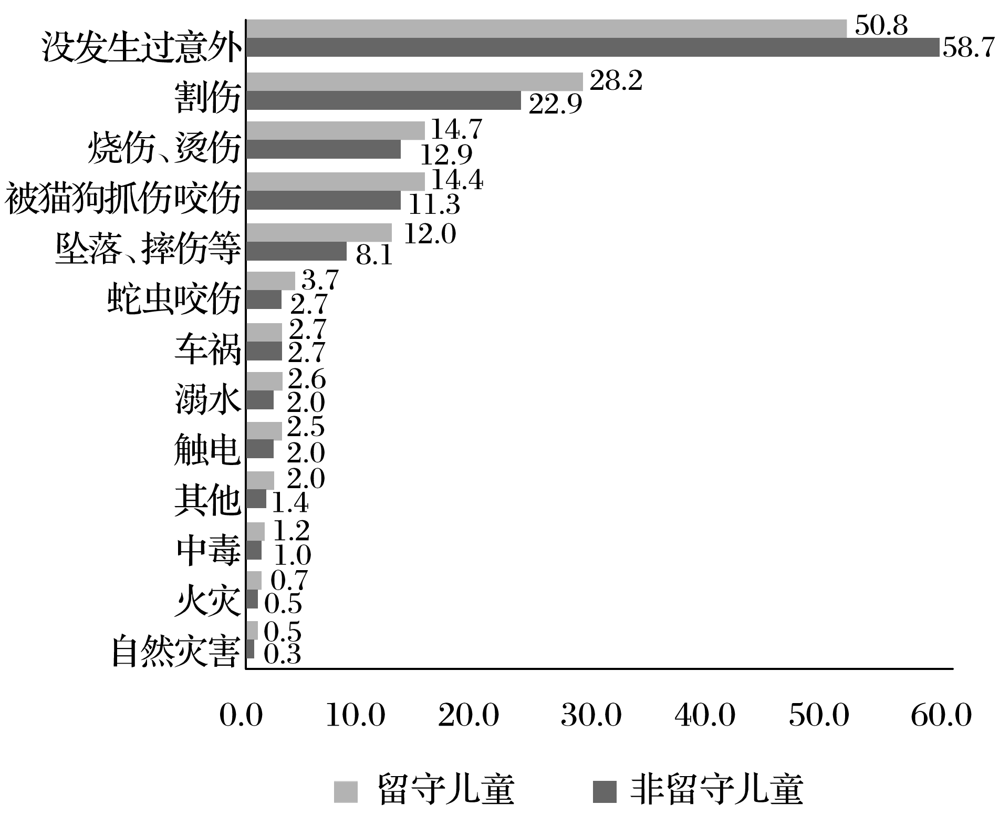 没发生过意外 50.8
58.7
割伤 28.2
22.9
烧伤、烫伤 14.7
12.9
被猫狗抓伤咬伤 14.4
11.3
坠落、摔伤等 12.0
8.1
蛇虫咬伤 3.7
2.7
车祸 2.7
2.7
溺水 2.6
2.0
触电 2.5
2.0
其他 2.0
1.4
中毒 1.2
1.0
火灾 0.7
0.5
自然灾害 0.5
0.3
0.0 10.0 20.0 30.0 40.0 50.0 60.0
留守儿童 非留守儿童